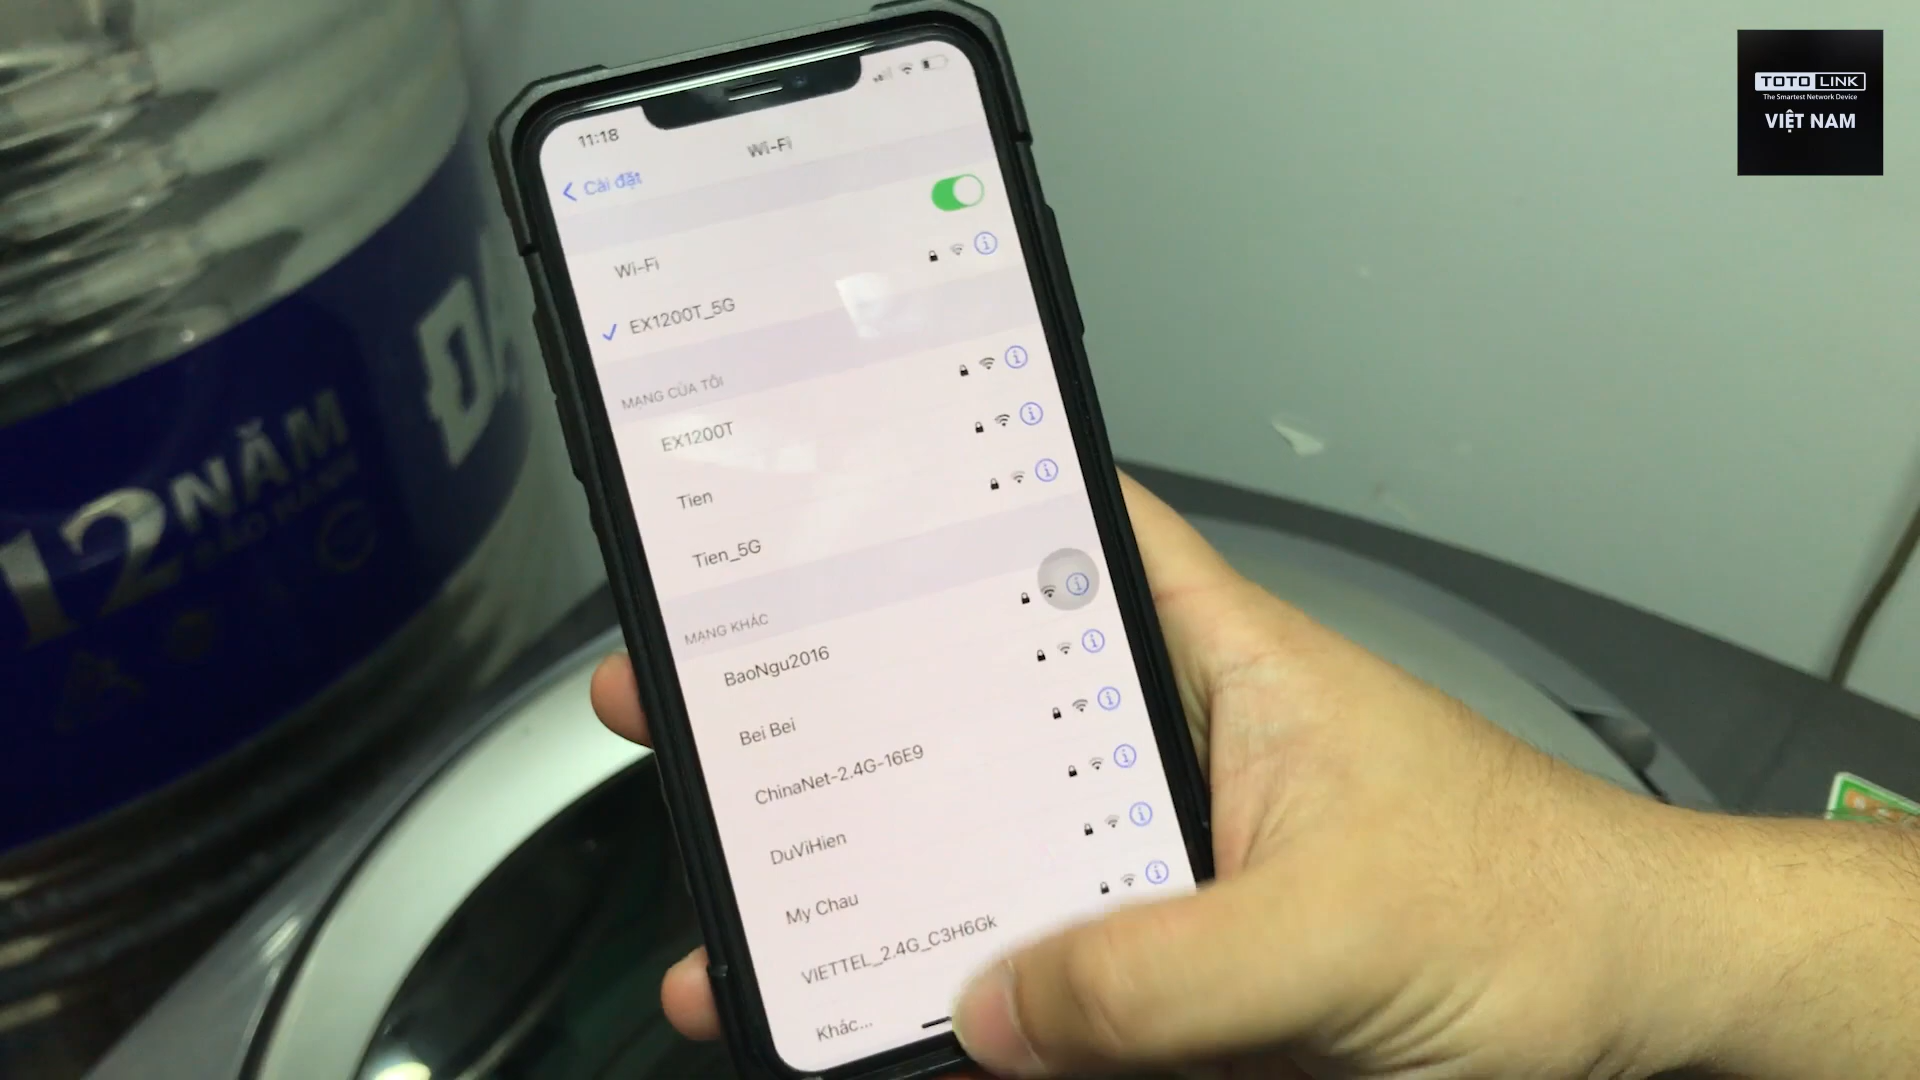 TOTO LINK
The Smartest Network Device
VIỆT NAM
11:18
Wi-Fi
Cài đặt
Wi-Fi
EX1200T_5G
MẠNG CỦA TÔI
EX1200T
Tien
Tien_5G
MẠNG KHÁC
BaoNgu2016
Bei Bei
ChinaNet-2.4G-16E9
DuViHien
My Chau
VIETTEL_2.4G_C3H6Gk
Khác...
12 NĂM
BẢO HÀNH